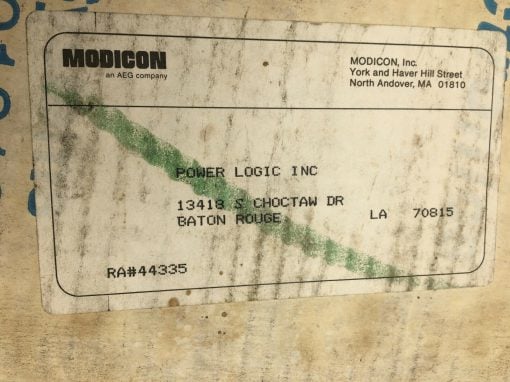 MODICON
an AEG company
MODICON, Inc.
York and Haver Hill Street
North Andover, MA 01810
POWER LOGIC INC
13418 S CHOCTAW DR
BATON ROUGE LA 70815
RA#44335